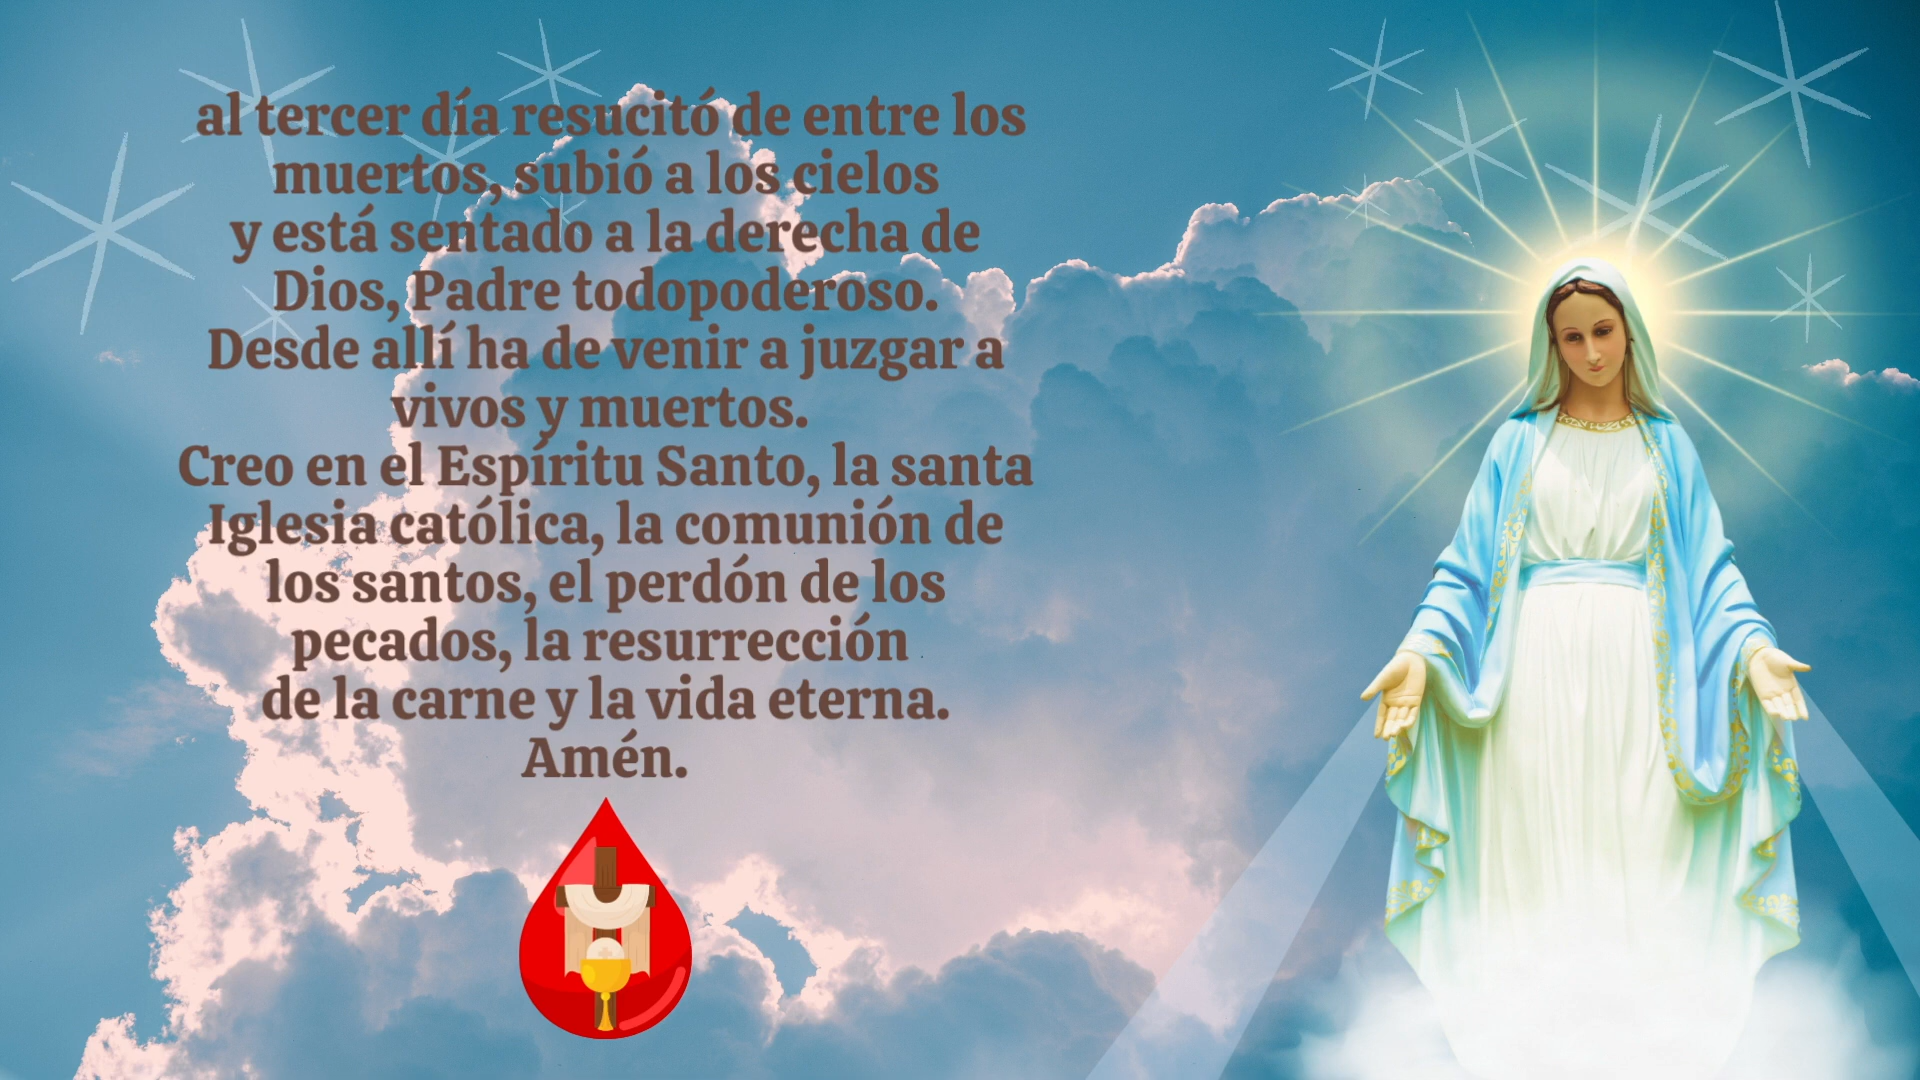 al tercer día resucitó de entre los
muertos, subió a los cielos
y está sentado a la derecha de
Dios, Padre todopoderoso.
Desde allí ha de venir a juzgar a
vivos y muertos.
Creo en el Espíritu Santo, la santa
Iglesia católica, la comunión de
los santos, el perdón de los
pecados, la resurrección
de la carne y la vida eterna.
Amén.